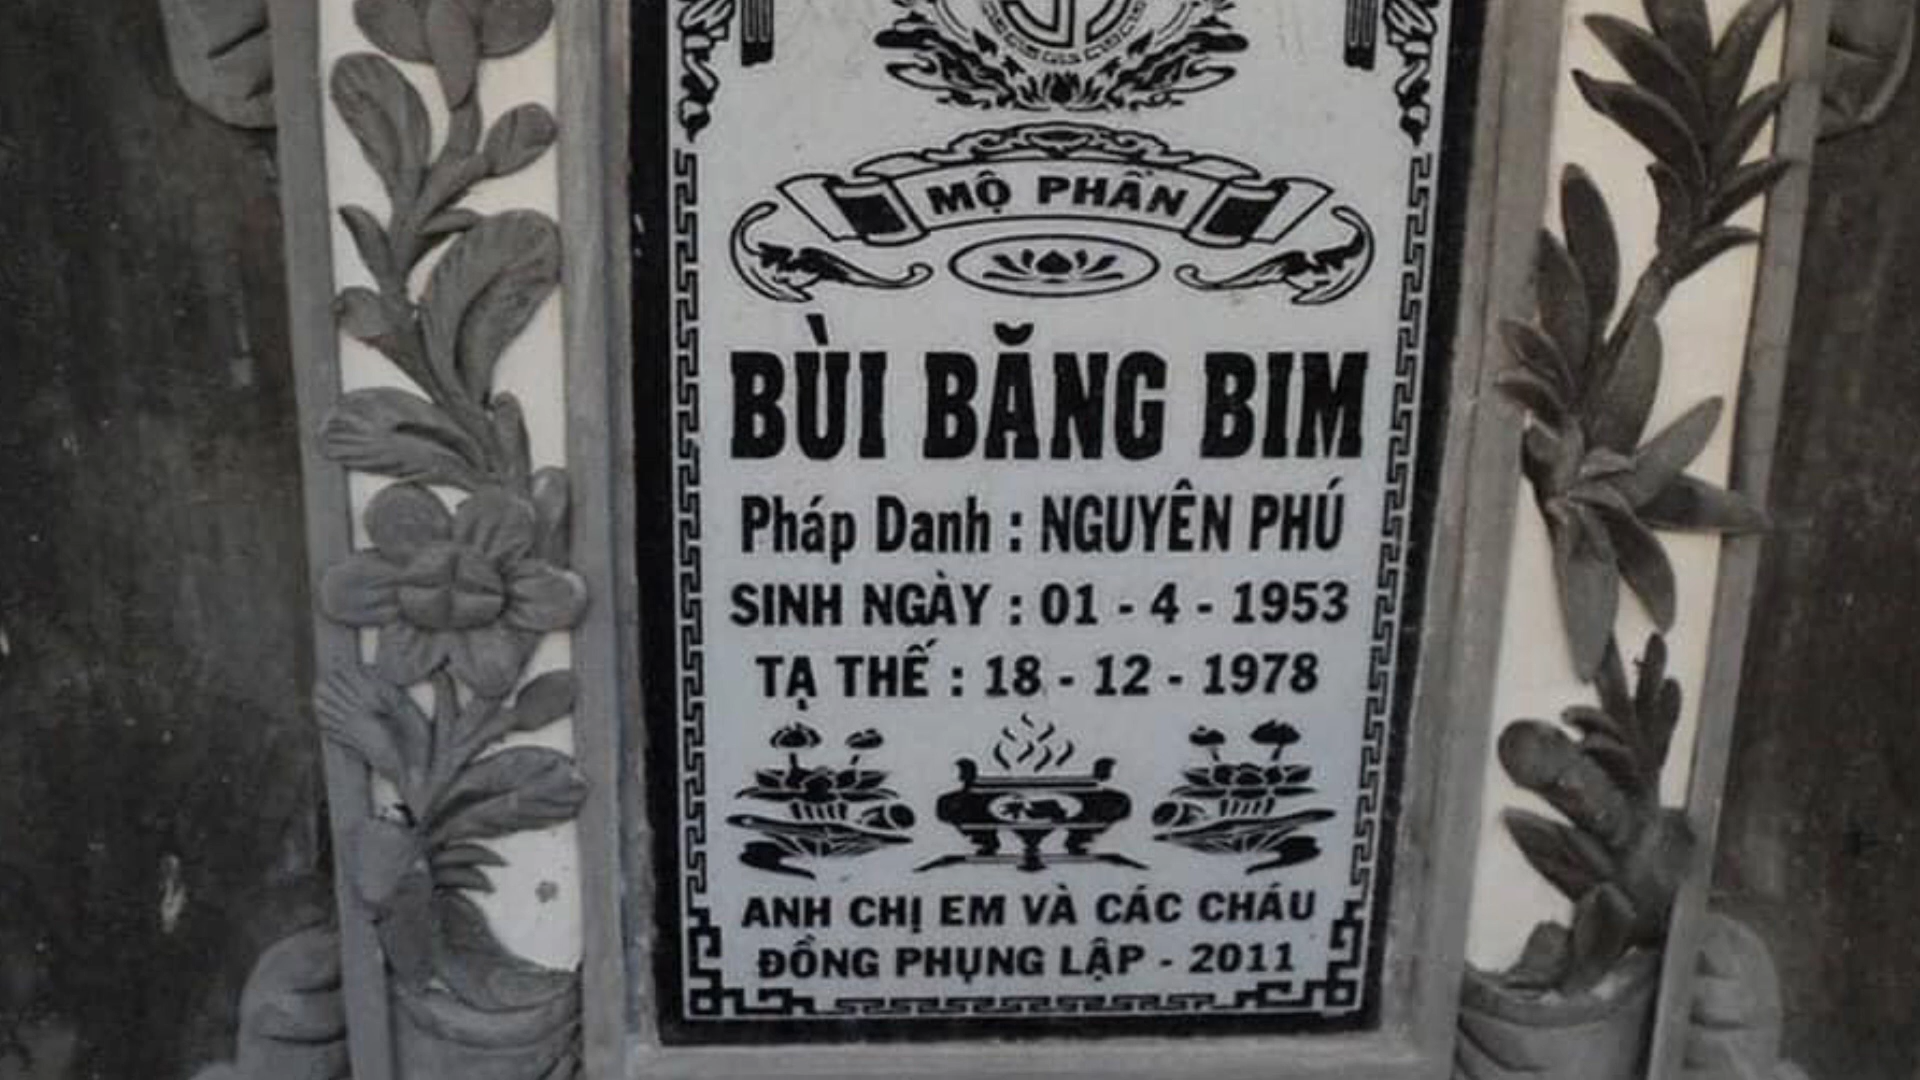 MỘ PHẦN
BÙI BĂNG BIM
Pháp Danh : NGUYÊN PHÚ
SINH NGÀY : 01 - 4 - 1953
TẠ THẾ : 18 - 12 - 1978
ANH CHỊ EM VÀ CÁC CHÁU
ĐỒNG PHỤNG LẬP - 2011